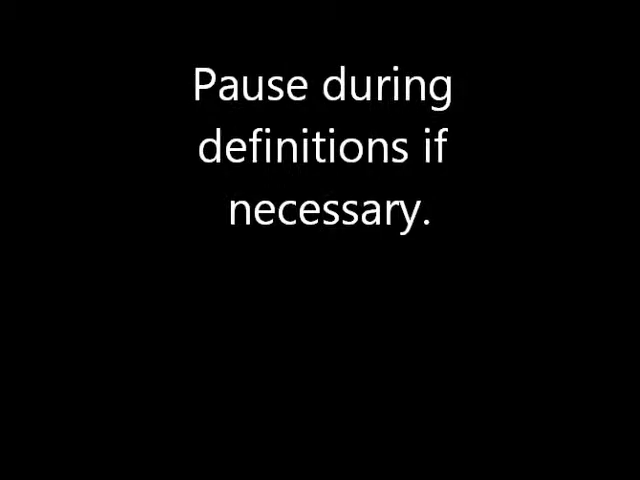 Pause during
definitions if
necessary.